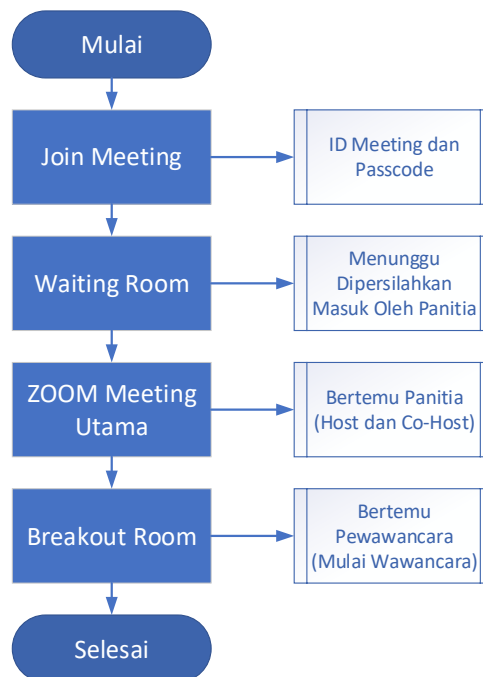 Mulai
Join Meeting
ID Meeting dan
Passcode
Waiting Room
Menunggu
Dipersilahkan
Masuk Oleh Panitia
ZOOM Meeting
Utama
Bertemu Panitia
(Host dan Co-Host)
Breakout Room
Bertemu
Pewawancara
(Mulai Wawancara)
Selesai